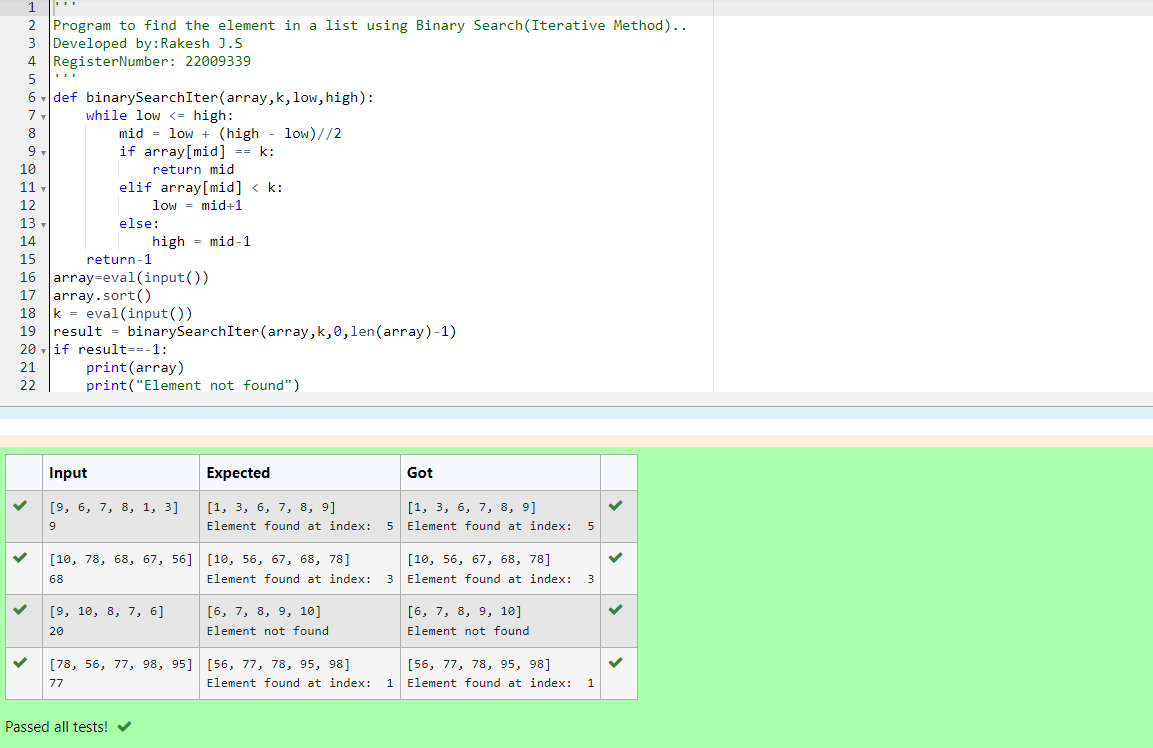 1 '''
2 Program to find the element in a list using Binary Search(Iterative Method)..
3 Developed by:Rakesh J.S
4 RegisterNumber: 22009339
5 '''
6 def binarySearchIter(array,k,low,high):
7     while low <= high:
8         mid = low + (high - low)//2
9         if array[mid] == k:
10             return mid
11         elif array[mid] < k:
12             low = mid+1
13         else:
14             high = mid-1
15     return-1
16 array=eval(input())
17 array.sort()
18 k = eval(input())
19 result = binarySearchIter(array,k,0,len(array)-1)
20 if result==-1:
21     print(array)
22     print("Element not found")
Input Expected Got
[9, 6, 7, 8, 1, 3] [1, 3, 6, 7, 8, 9] [1, 3, 6, 7, 8, 9]
9 Element found at index:  5 Element found at index:  5
[10, 78, 68, 67, 56] [10, 56, 67, 68, 78] [10, 56, 67, 68, 78]
68 Element found at index:  3 Element found at index:  3
[9, 10, 8, 7, 6] [6, 7, 8, 9, 10] [6, 7, 8, 9, 10]
20 Element not found Element not found
[78, 56, 77, 98, 95] [56, 77, 78, 95, 98] [56, 77, 78, 95, 98]
77 Element found at index:  1 Element found at index:  1
Passed all tests!